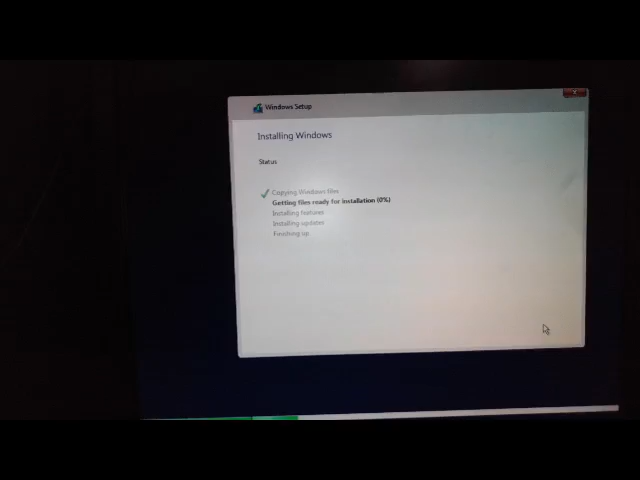 Windows Setup
Installing Windows
Status
Copying Windows files
Getting files ready for installation (0%)
Installing features
Installing updates
Finishing up